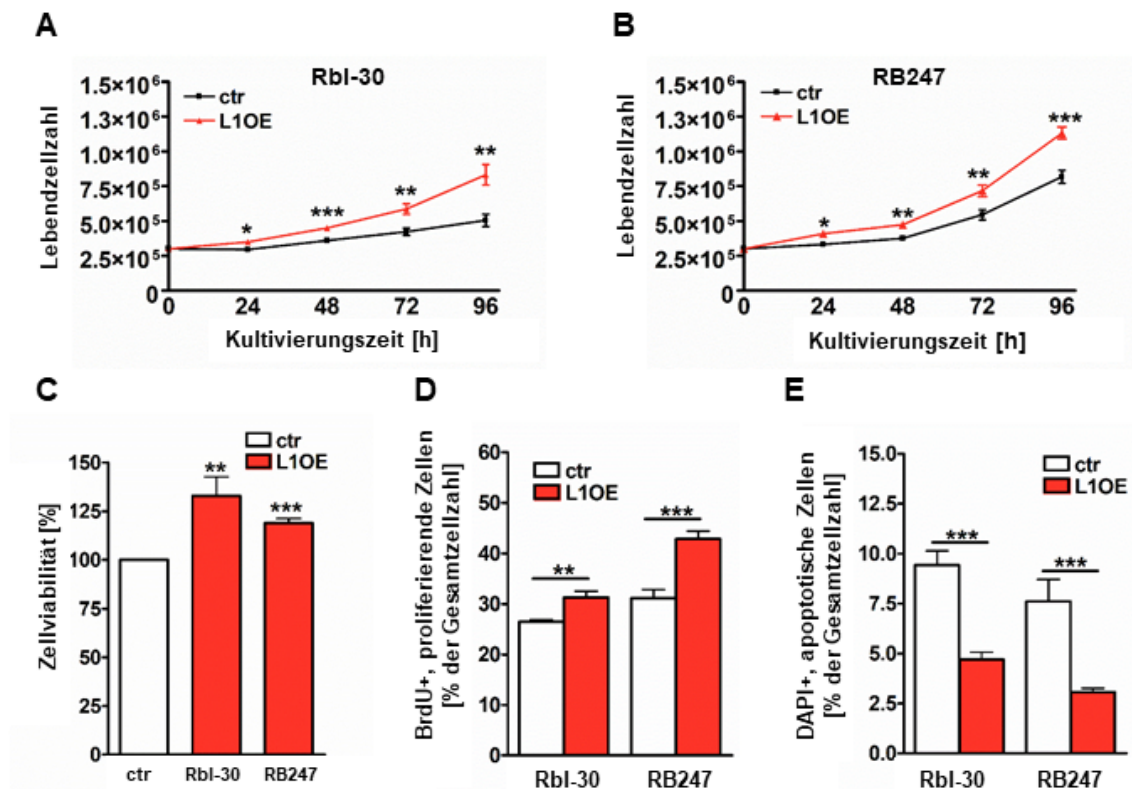 A
RbI-30
1.5×10⁶
1.3×10⁶
1.0×10⁶
7.5×10⁵
5.0×10⁵
2.5×10⁵
0
Lebendzellzahl
ctr
L1OE
*
***
**
**
0 24 48 72 96
Kultivierungszeit [h]
B
RB247
1.5×10⁶
1.3×10⁶
1.0×10⁶
7.5×10⁵
5.0×10⁵
2.5×10⁵
0
Lebendzellzahl
ctr
L1OE
*
**
**
***
0 24 48 72 96
Kultivierungszeit [h]
C
Zellviabilität [%]
150
125
100
75
50
25
0
ctr
L1OE
**
***
ctr RbI-30 RB247
D
BrdU+, proliferierende Zellen
[% der Gesamtzellzahl]
60
50
40
30
20
10
0
ctr
L1OE
**
***
RbI-30 RB247
E
DAPI+, apoptotische Zellen
[% der Gesamtzellzahl]
15.0
12.5
10.0
7.5
5.0
2.5
0.0
ctr
L1OE
***
***
RbI-30 RB247